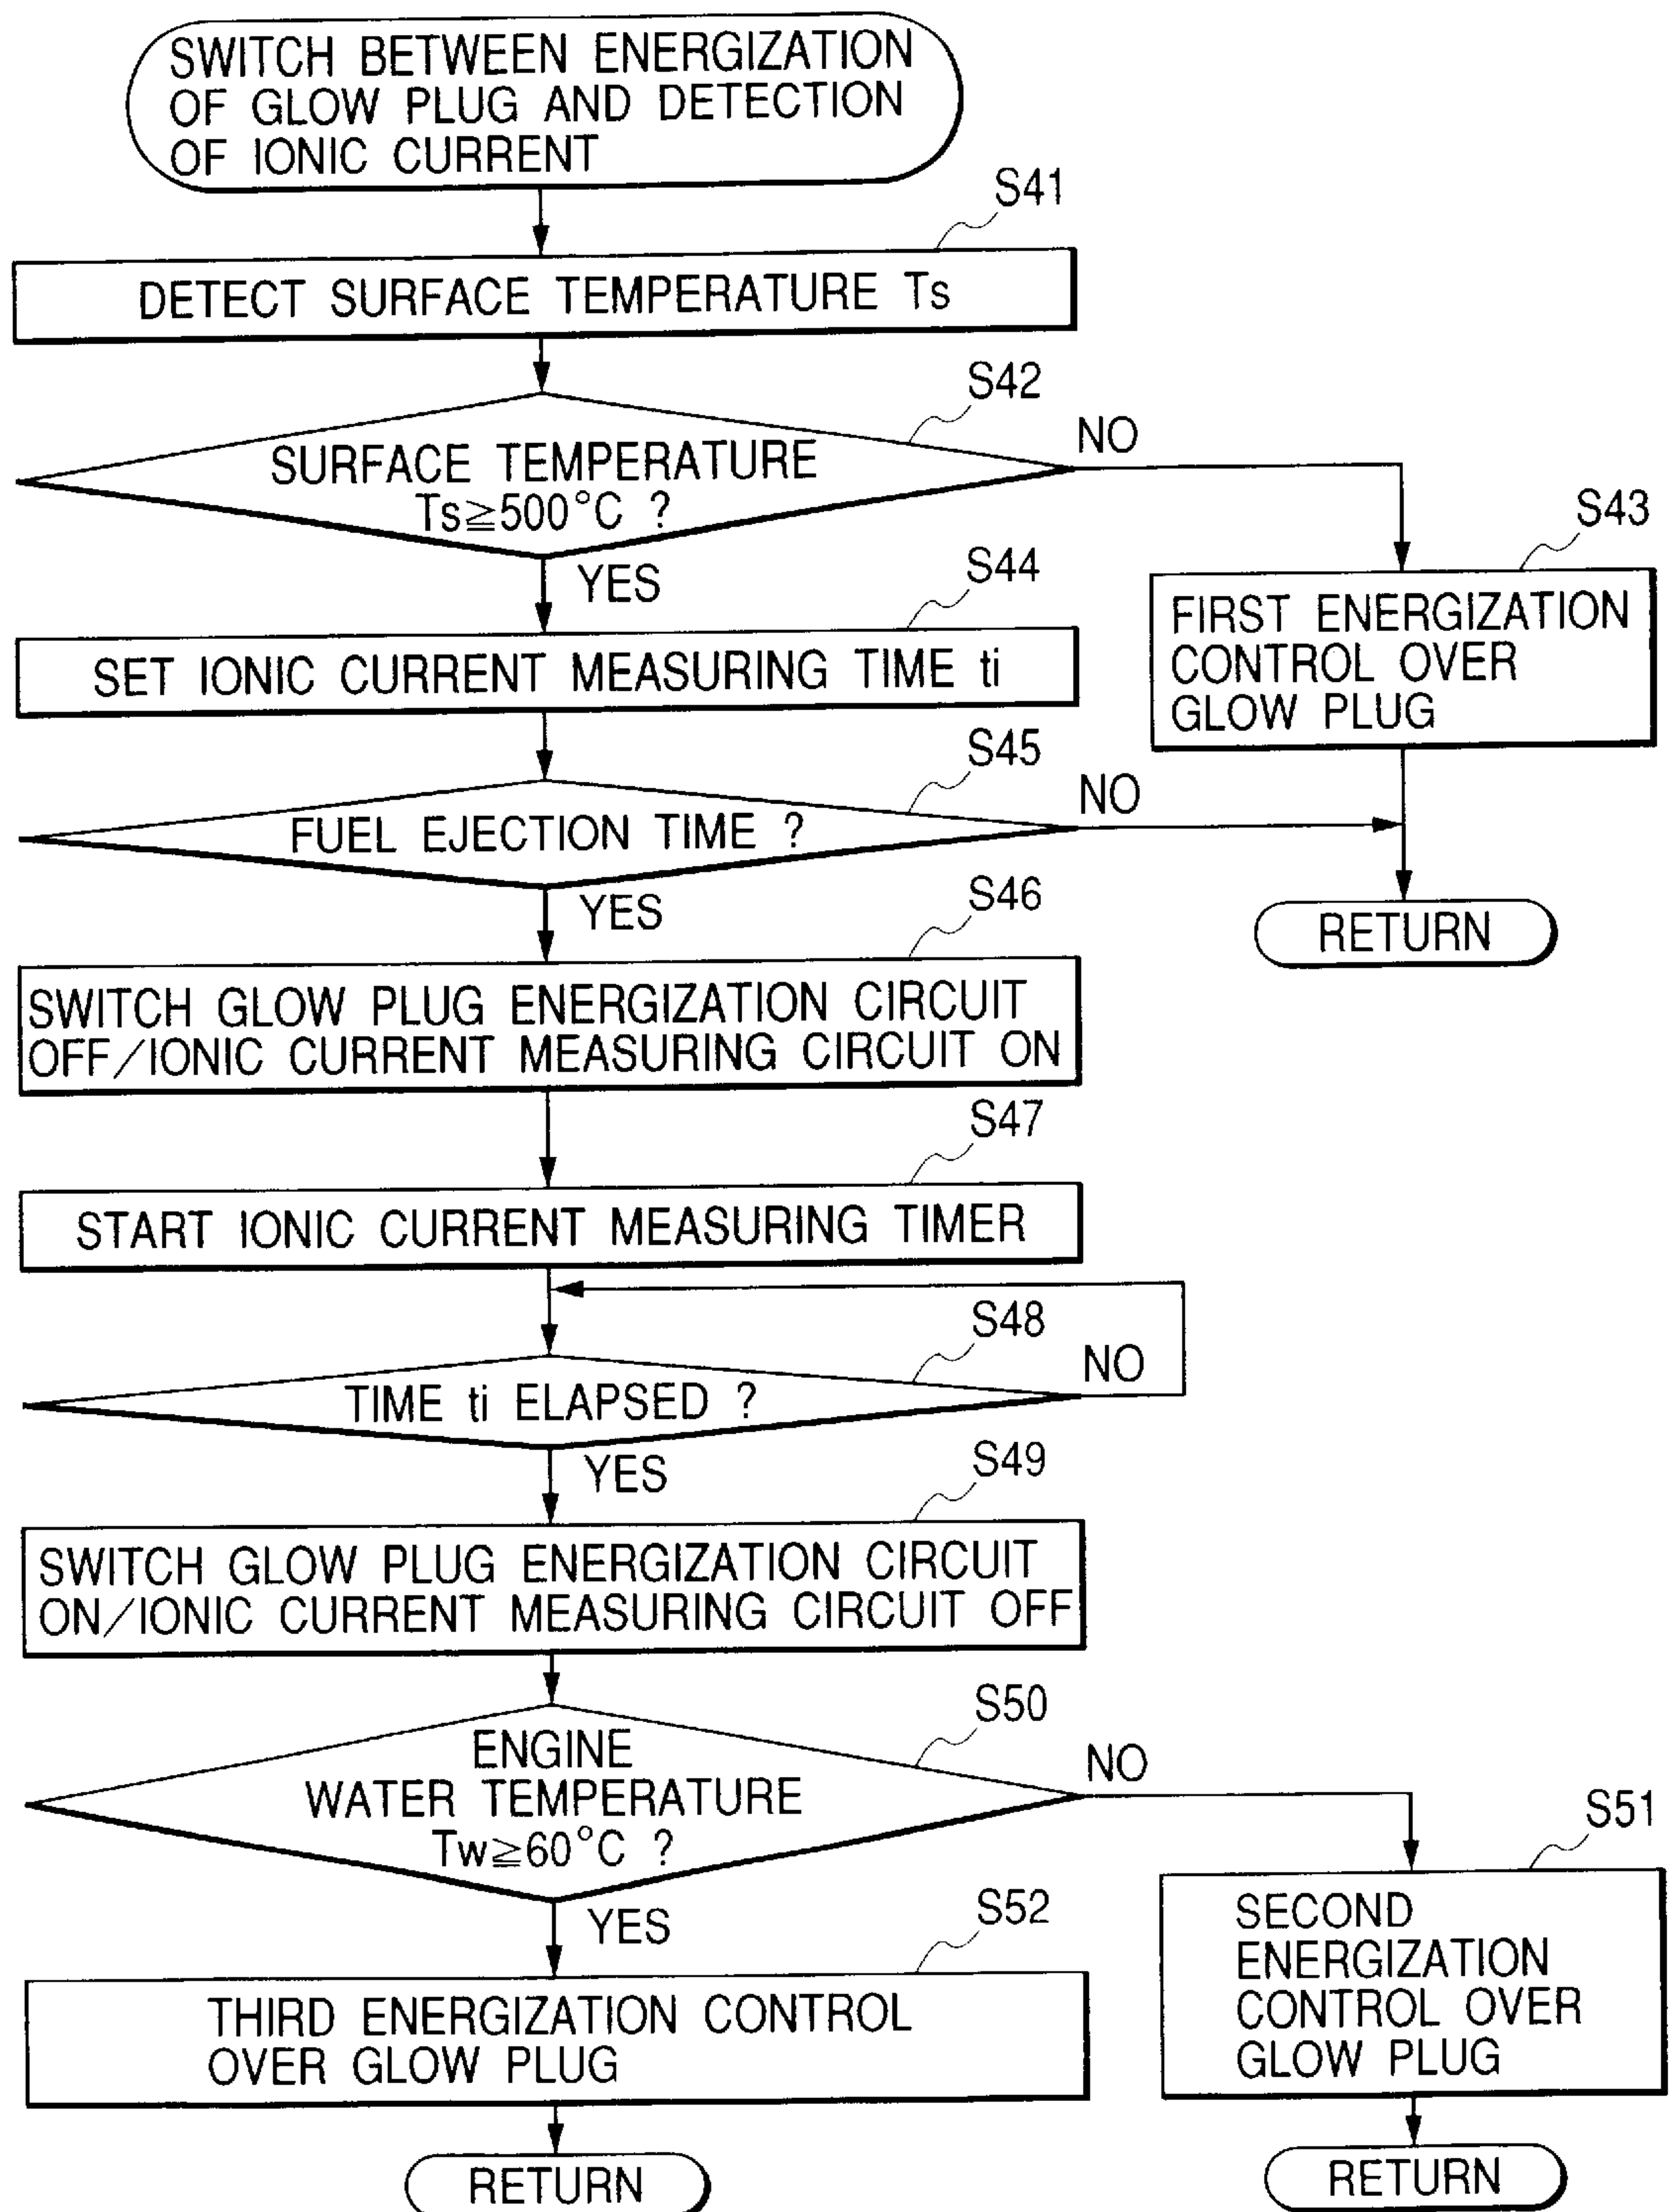 SWITCH BETWEEN ENERGIZATION
OF GLOW PLUG AND DETECTION
OF IONIC CURRENT
S41
DETECT SURFACE TEMPERATURE Ts
S42
SURFACE TEMPERATURE
Ts≧500°C ?
NO
YES
S43
FIRST ENERGIZATION
CONTROL OVER
GLOW PLUG
S44
SET IONIC CURRENT MEASURING TIME ti
S45
FUEL EJECTION TIME ?
NO
YES
RETURN
S46
SWITCH GLOW PLUG ENERGIZATION CIRCUIT
OFF/IONIC CURRENT MEASURING CIRCUIT ON
S47
START IONIC CURRENT MEASURING TIMER
S48
TIME ti ELAPSED ?
NO
YES
S49
SWITCH GLOW PLUG ENERGIZATION CIRCUIT
ON/IONIC CURRENT MEASURING CIRCUIT OFF
S50
ENGINE
WATER TEMPERATURE
Tw≧60°C ?
NO
YES
S51
SECOND
ENERGIZATION
CONTROL OVER
GLOW PLUG
S52
THIRD ENERGIZATION CONTROL
OVER GLOW PLUG
RETURN
RETURN